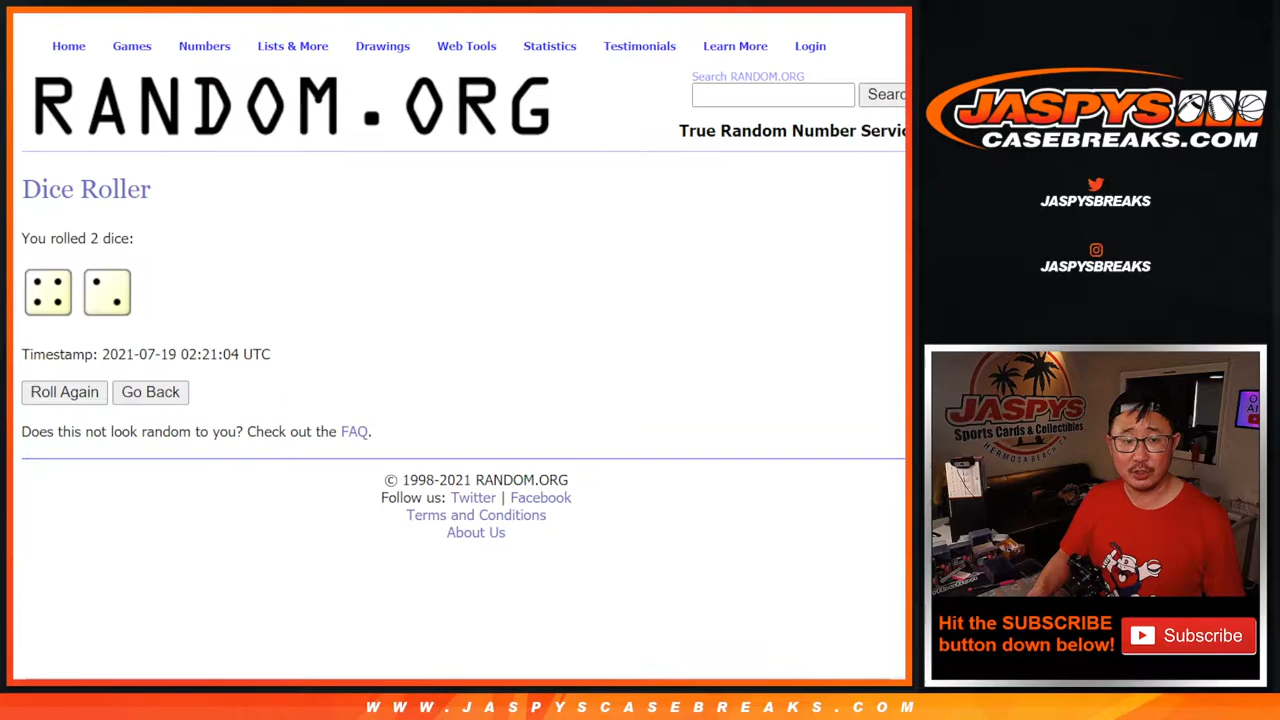 Home Games Numbers Lists & More Drawings Web Tools Statistics Testimonials Learn More Login
RANDOM.ORG
Search RANDOM.ORG
Searc
True Random Number Servic
Dice Roller
You rolled 2 dice:
Timestamp: 2021-07-19 02:21:04 UTC
Roll Again Go Back
Does this not look random to you? Check out the FAQ.
© 1998-2021 RANDOM.ORG
Follow us: Twitter | Facebook
Terms and Conditions
About Us
JASPYS
CASEBREAKS.COM
JASPYSBREAKS
JASPYSBREAKS
JASPYS
Sports Cards & Collectibles
HERMOSA BEACH, CA
Hit the SUBSCRIBE
button down below!
Subscribe
WWW.JASPYSCASEBREAKS.COM